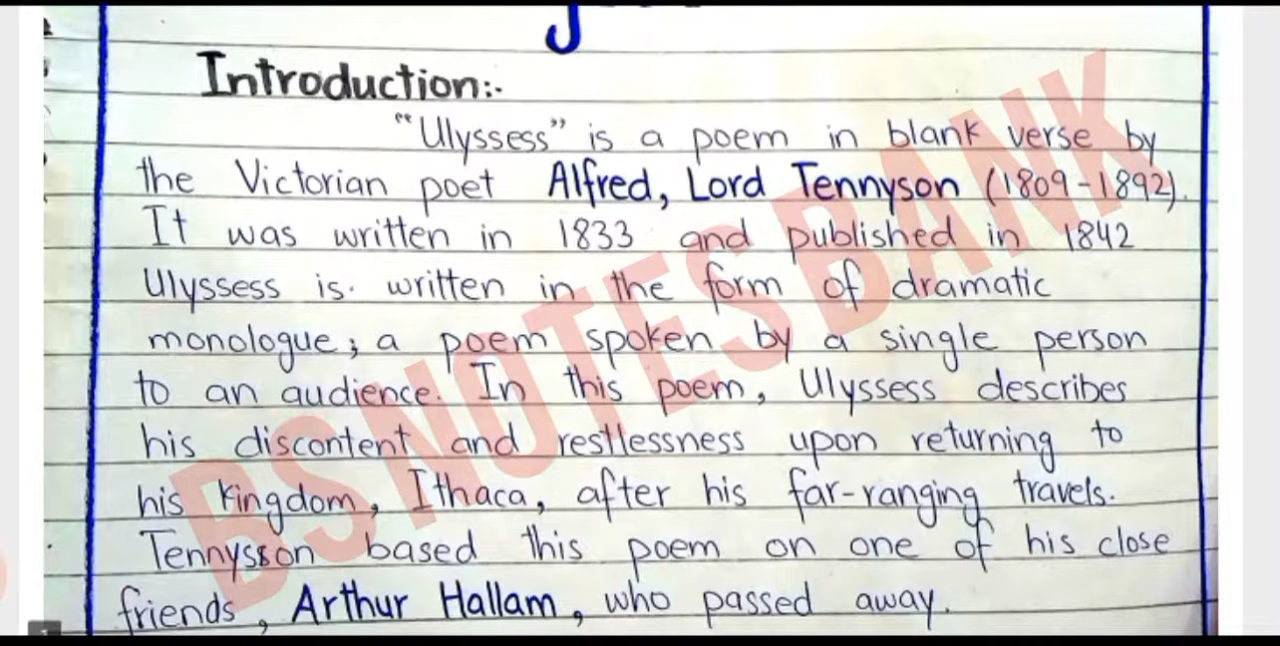 Introduction:-
"Ulyssess" is a poem in blank verse by
the Victorian poet Alfred, Lord Tennyson (1809-1892).
It was written in 1833 and published in 1842
Ulyssess is. written in the form of dramatic
monologue; a poem spoken by a single person
to an audience. In this poem, Ulyssess describes
his discontent and restlessness upon returning to
his kingdom, Ithaca, after his far-ranging travels.
Tennysson based this poem on one of his close
friends, Arthur Hallam, who passed away.
BSNOTESBANK